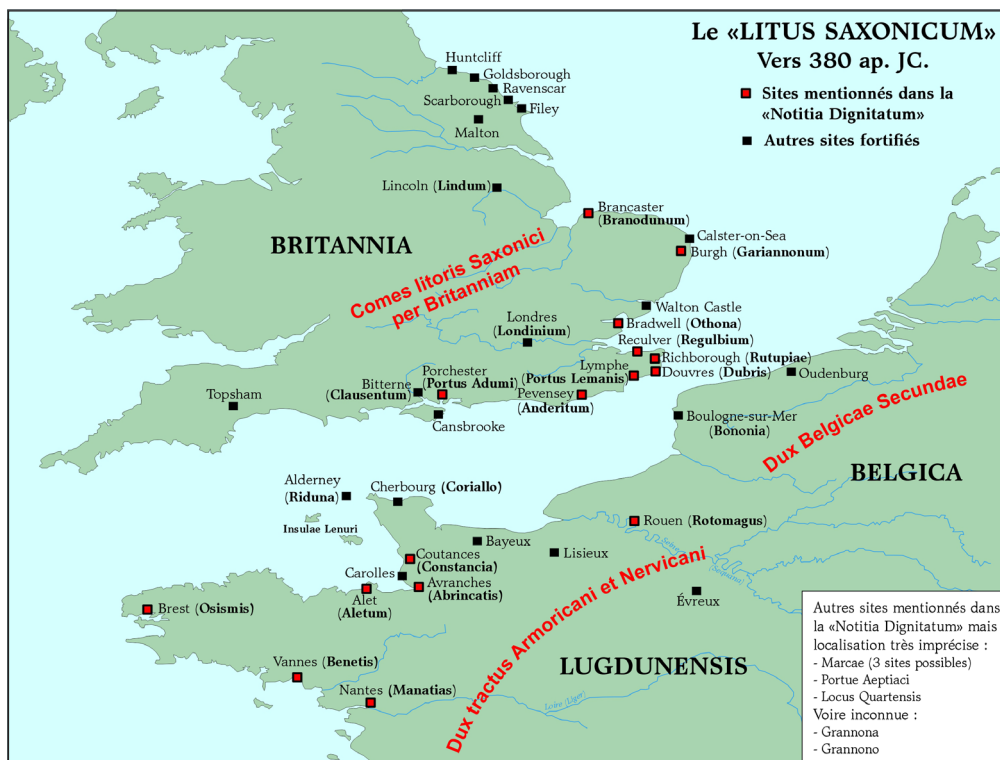 Le «LITUS SAXONICUM»
Vers 380 ap. JC.
Sites mentionnés dans la
«Notitia Dignitatum»
Autres sites fortifiés
Huntcliff
Goldsborough
Ravenscar
Scarborough
Filey
Malton
Lincoln (Lindum)
Brancaster
(Branodunum)
BRITANNIA
Calster-on-Sea
Burgh (Gariannonum)
Comes litoris Saxonici
per Britanniam
Walton Castle
Londres
(Londinium)
Bradwell (Othona)
Reculver (Regulbium)
Richborough (Rutupiae)
Lymphe
(Portus Lemanis)
Douvres (Dubris)
Oudenburg
Porchester
(Portus Adumi)
Bitterne
(Clausentum)
Pevensey
(Anderitum)
Topsham
Cansbrooke
Boulogne-sur-Mer
(Bononia)
Dux Belgicae Secundae
BELGICA
Alderney
(Riduna)
Cherbourg (Coriallo)
Insulae Lenuri
Rouen (Rotomagus)
Bayeux
Lisieux
Coutances
(Constancia)
Carolles
Avranches
(Abrincatis)
Alet
(Aletum)
Évreux
Brest (Osismis)
Dux tractus Armoricani et Nervicani
LUGDUNENSIS
Vannes (Benetis)
Nantes (Manatias)
Loire (Liger)
Autres sites mentionnés dans
la «Notitia Dignitatum» mais
localisation très imprécise :
- Marcae (3 sites possibles)
- Portue Aeptiaci
- Locus Quartensis
Voire inconnue :
- Grannona
- Grannono